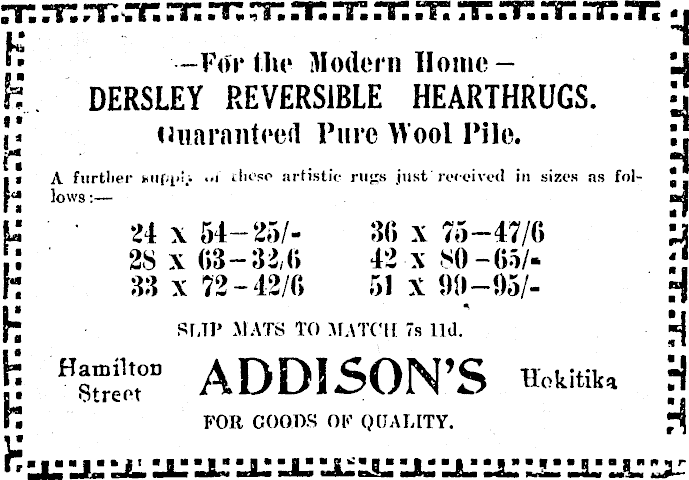 —For the Modern Home—
DERSLEY REVERSIBLE HEARTHRUGS.
Guaranteed Pure Wool Pile.
A further supply of these artistic rugs just received in sizes as fol-
lows:—
24 x 54—25/- 36 x 75—47/6
28 x 63—32/6 42 x 80—65/-
33 x 72—42/6 51 x 99—95/-
SLIP MATS TO MATCH 7s 11d.
Hamilton Street ADDISON'S Hokitika
FOR GOODS OF QUALITY.